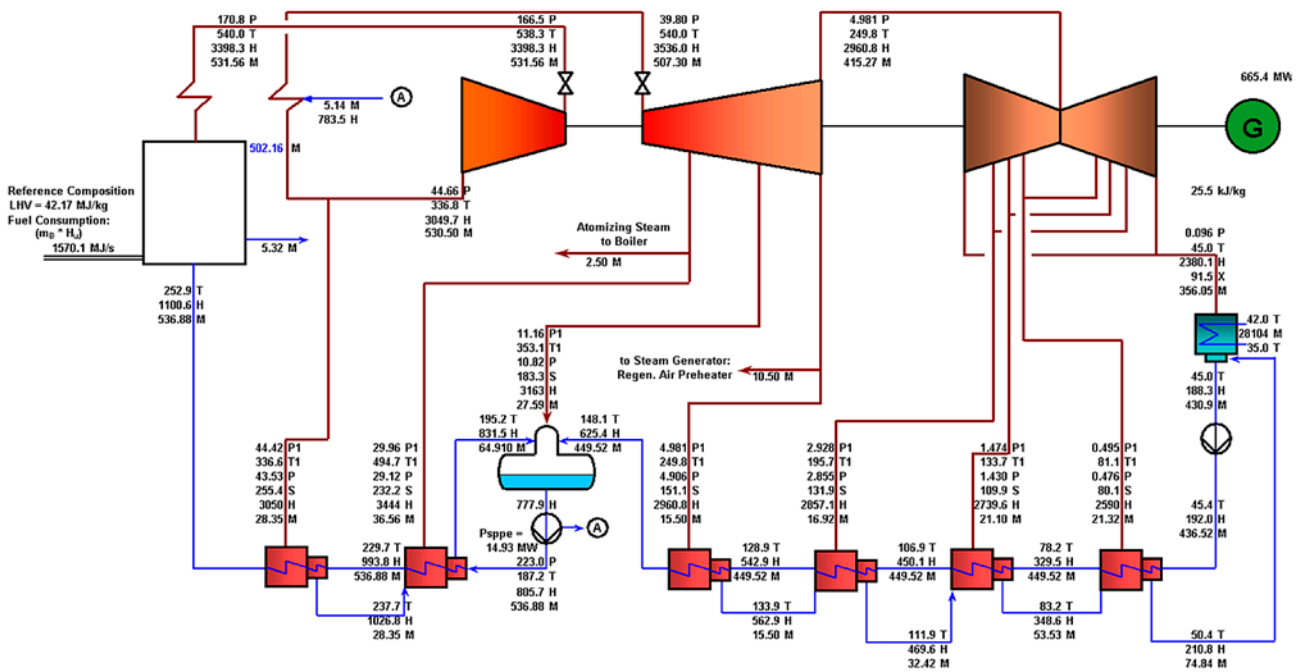 170.8 P
540.0 T
3398.3 H
531.56 M
166.5 P
538.3 T
3398.3 H
531.56 M
39.80 P
540.0 T
3536.0 H
507.30 M
4.981 P
249.8 T
2960.8 H
415.27 M
665.4 MW
G
A
5.14 M
783.5 H
502.16 M
Reference Composition
LHV = 42.17 MJ/kg
Fuel Consumption:
(mB * Hu)
1570.1 MJ/s
5.32 M
44.66 P
336.8 T
3049.7 H
530.50 M
Atomizing Steam
to Boiler
2.50 M
25.5 kJ/kg
0.096 P
45.0 T
2380.1 H
91.5 X
356.05 M
252.9 T
1100.6 H
536.88 M
11.16 P1
353.1 T1
10.82 P
183.3 S
3163 H
27.59 M
to Steam Generator:
Regen. Air Preheater
10.50 M
42.0 T
28104 M
35.0 T
45.0 T
188.3 H
430.9 M
195.2 T
831.5 H
64.910 M
148.1 T
625.4 H
449.52 M
44.42 P1
336.6 T1
43.53 P
255.4 S
3050 H
28.35 M
29.96 P1
494.7 T1
29.12 P
232.2 S
3444 H
36.56 M
4.981 P1
249.8 T1
4.906 P
151.1 S
2960.8 H
15.50 M
2.928 P1
195.7 T1
2.855 P
131.9 S
2857.1 H
16.92 M
1.474 P1
133.7 T1
1.430 P
109.9 S
2739.6 H
21.10 M
0.495 P1
81.1 T1
0.476 P
80.1 S
2590 H
21.32 M
777.9 H
Psppe =
14.93 MW
A
45.4 T
192.0 H
436.52 M
229.7 T
993.8 H
536.88 M
223.0 P
187.2 T
805.7 H
536.88 M
128.9 T
542.9 H
449.52 M
106.9 T
450.1 H
449.52 M
78.2 T
329.5 H
449.52 M
237.7 T
1026.8 H
28.35 M
133.9 T
562.9 H
15.50 M
111.9 T
469.6 H
32.42 M
83.2 T
348.6 H
53.53 M
50.4 T
210.8 H
74.84 M